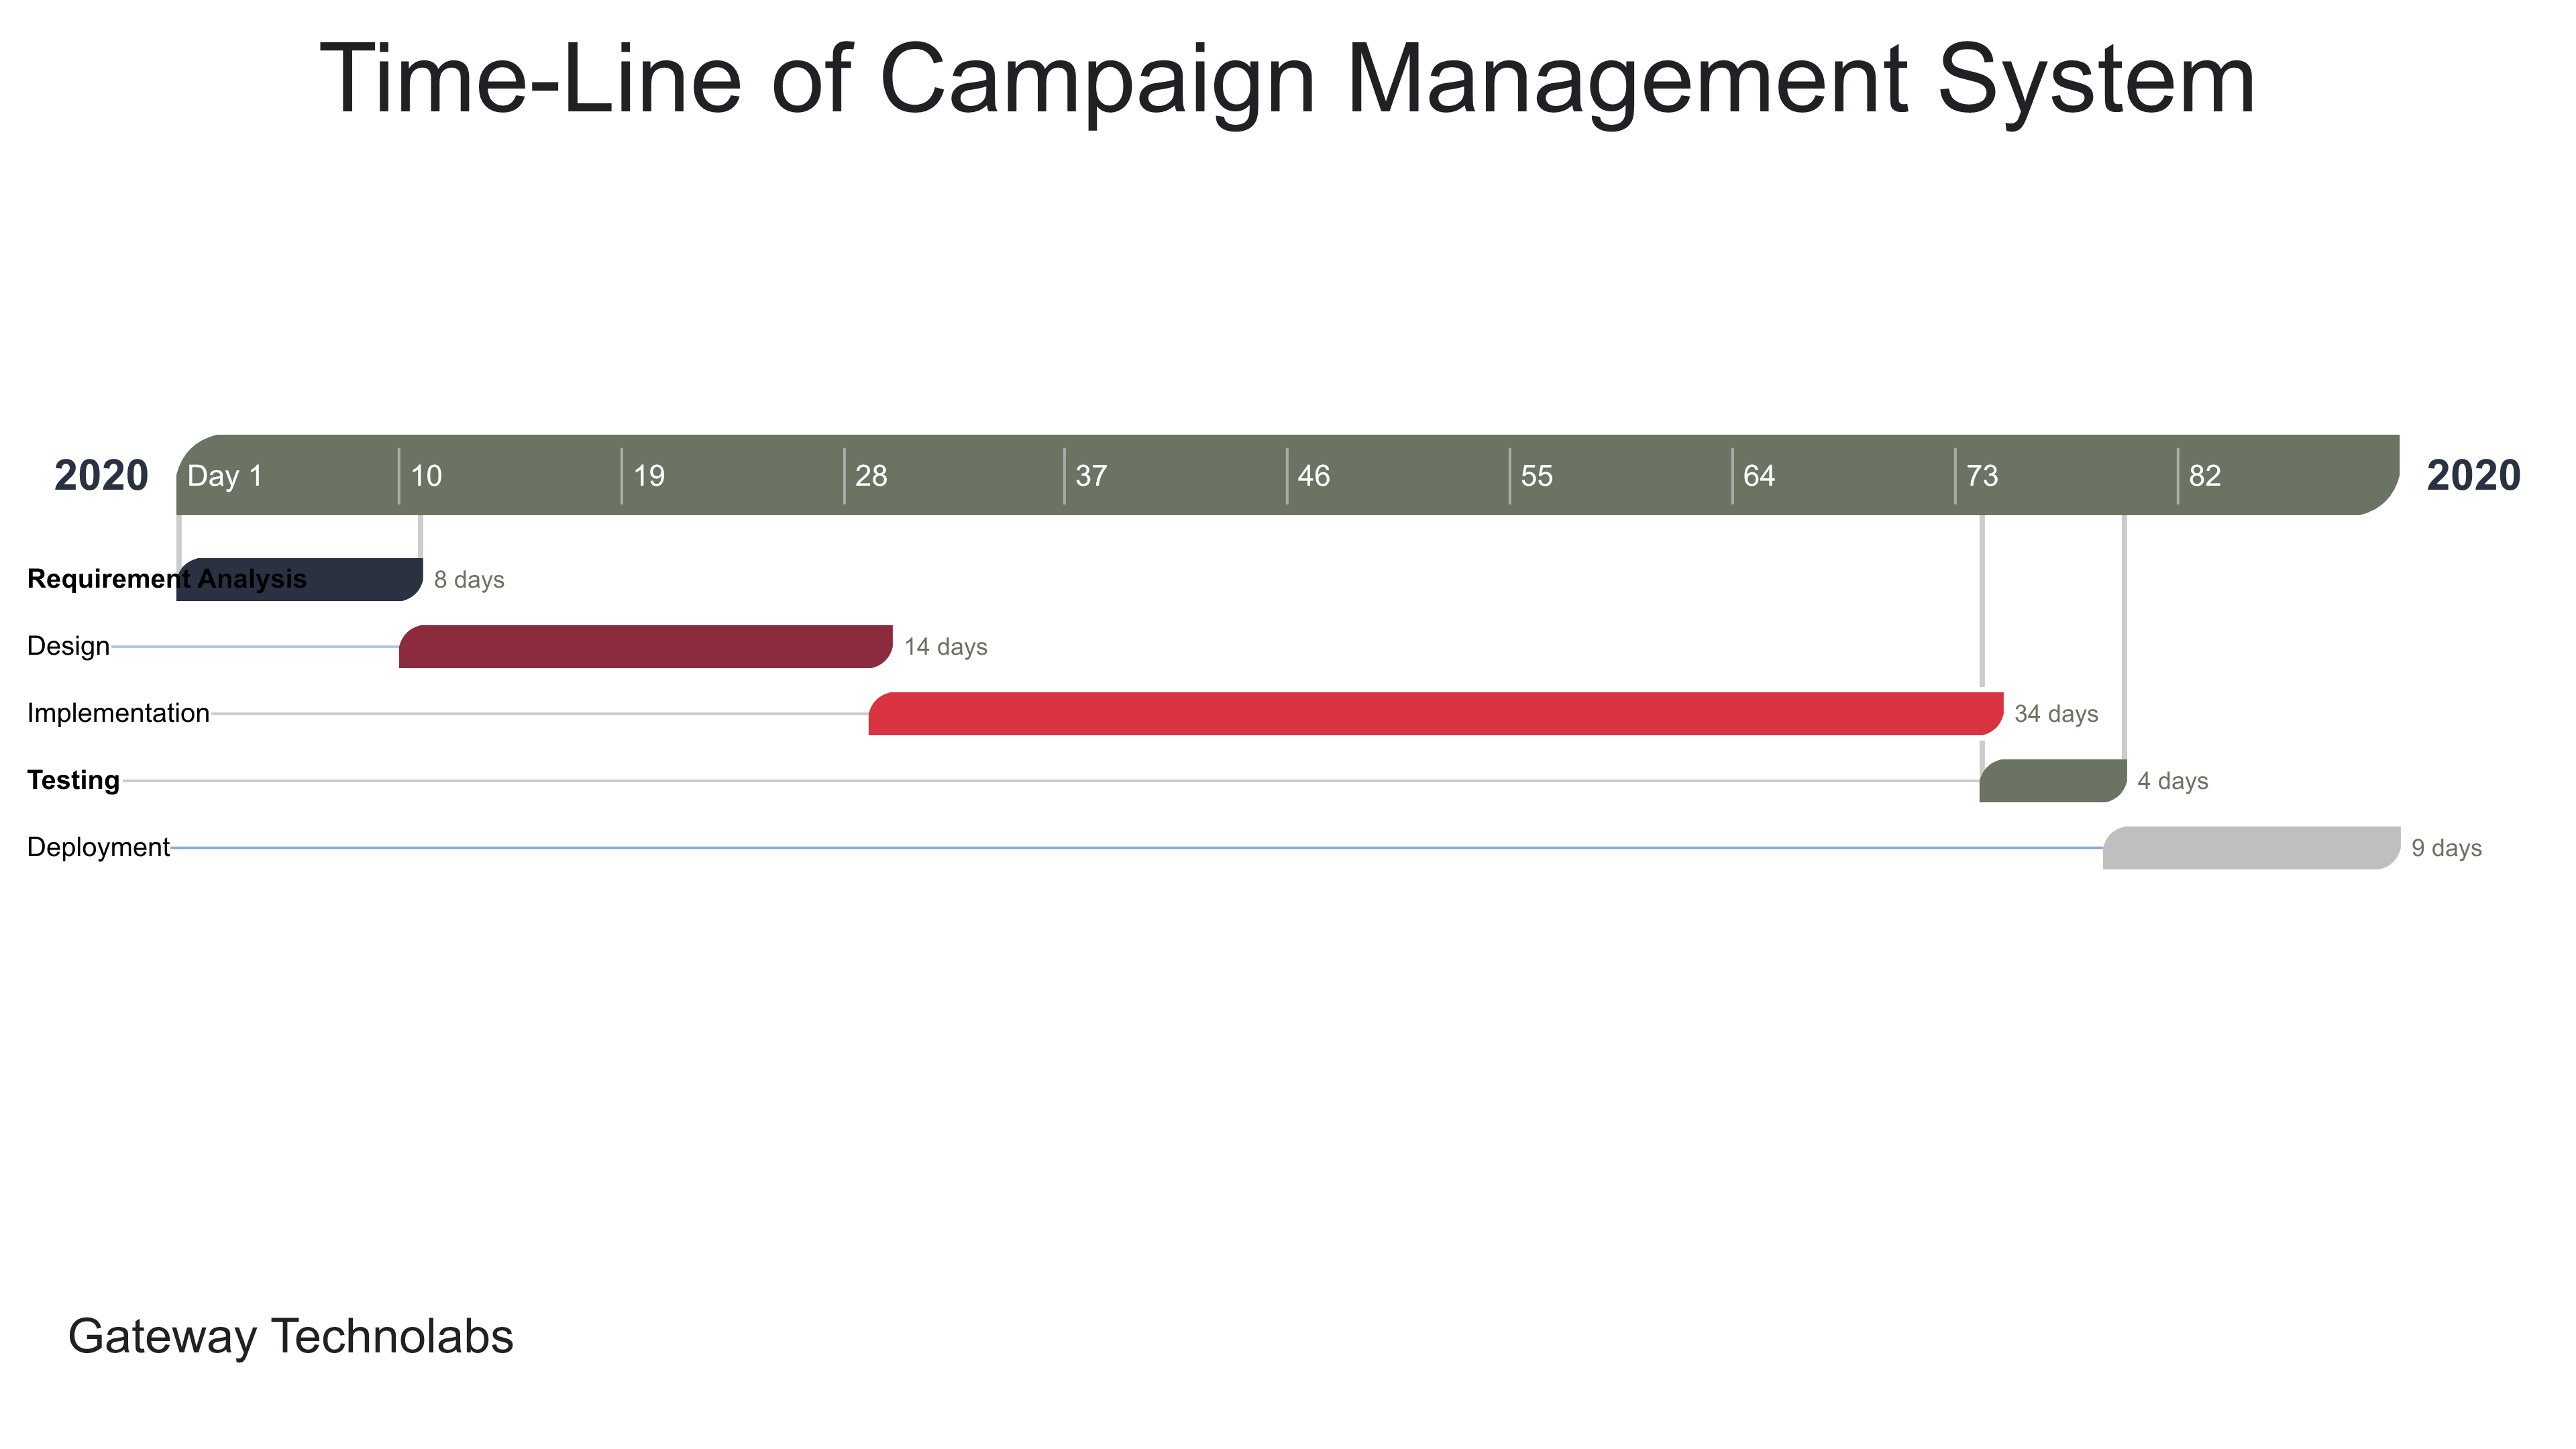 Time-Line of Campaign Management System
2020 Day 1 10 19 28 37 46 55 64 73 82 2020
Requirement Analysis 8 days
Design 14 days
Implementation 34 days
Testing 4 days
Deployment 9 days
Gateway Technolabs